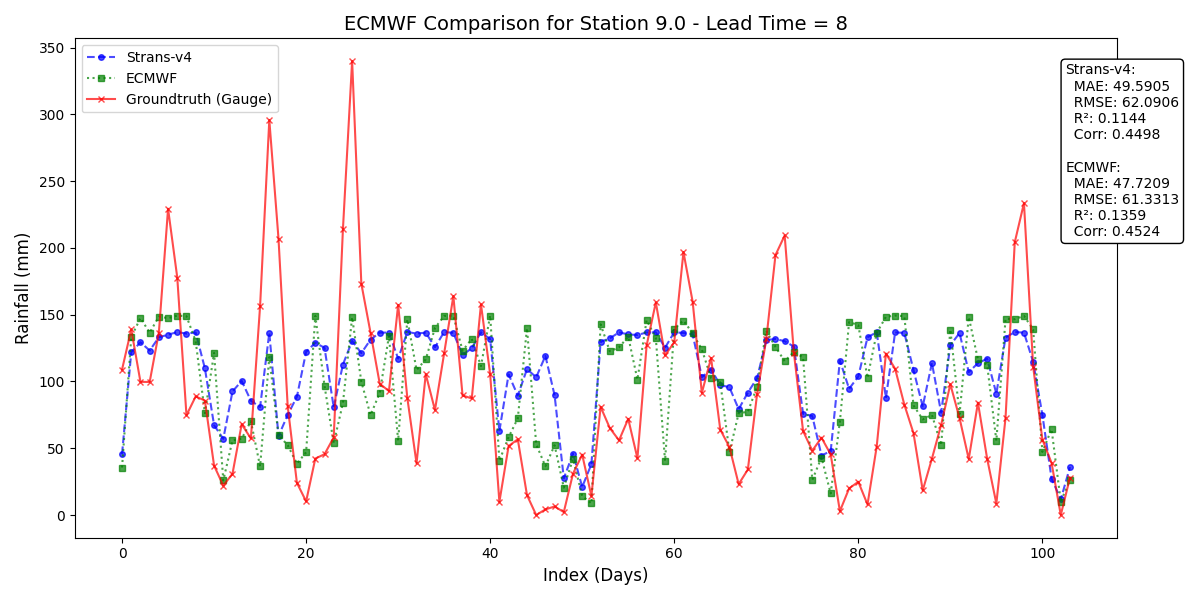 ECMWF Comparison for Station 9.0 - Lead Time = 8
Strans-v4
ECMWF
Groundtruth (Gauge)
Strans-v4:
MAE: 49.5905
RMSE: 62.0906
R²: 0.1144
Corr: 0.4498
ECMWF:
MAE: 47.7209
RMSE: 61.3313
R²: 0.1359
Corr: 0.4524
Rainfall (mm)
350
300
250
200
150
100
50
0
0 20 40 60 80 100
Index (Days)